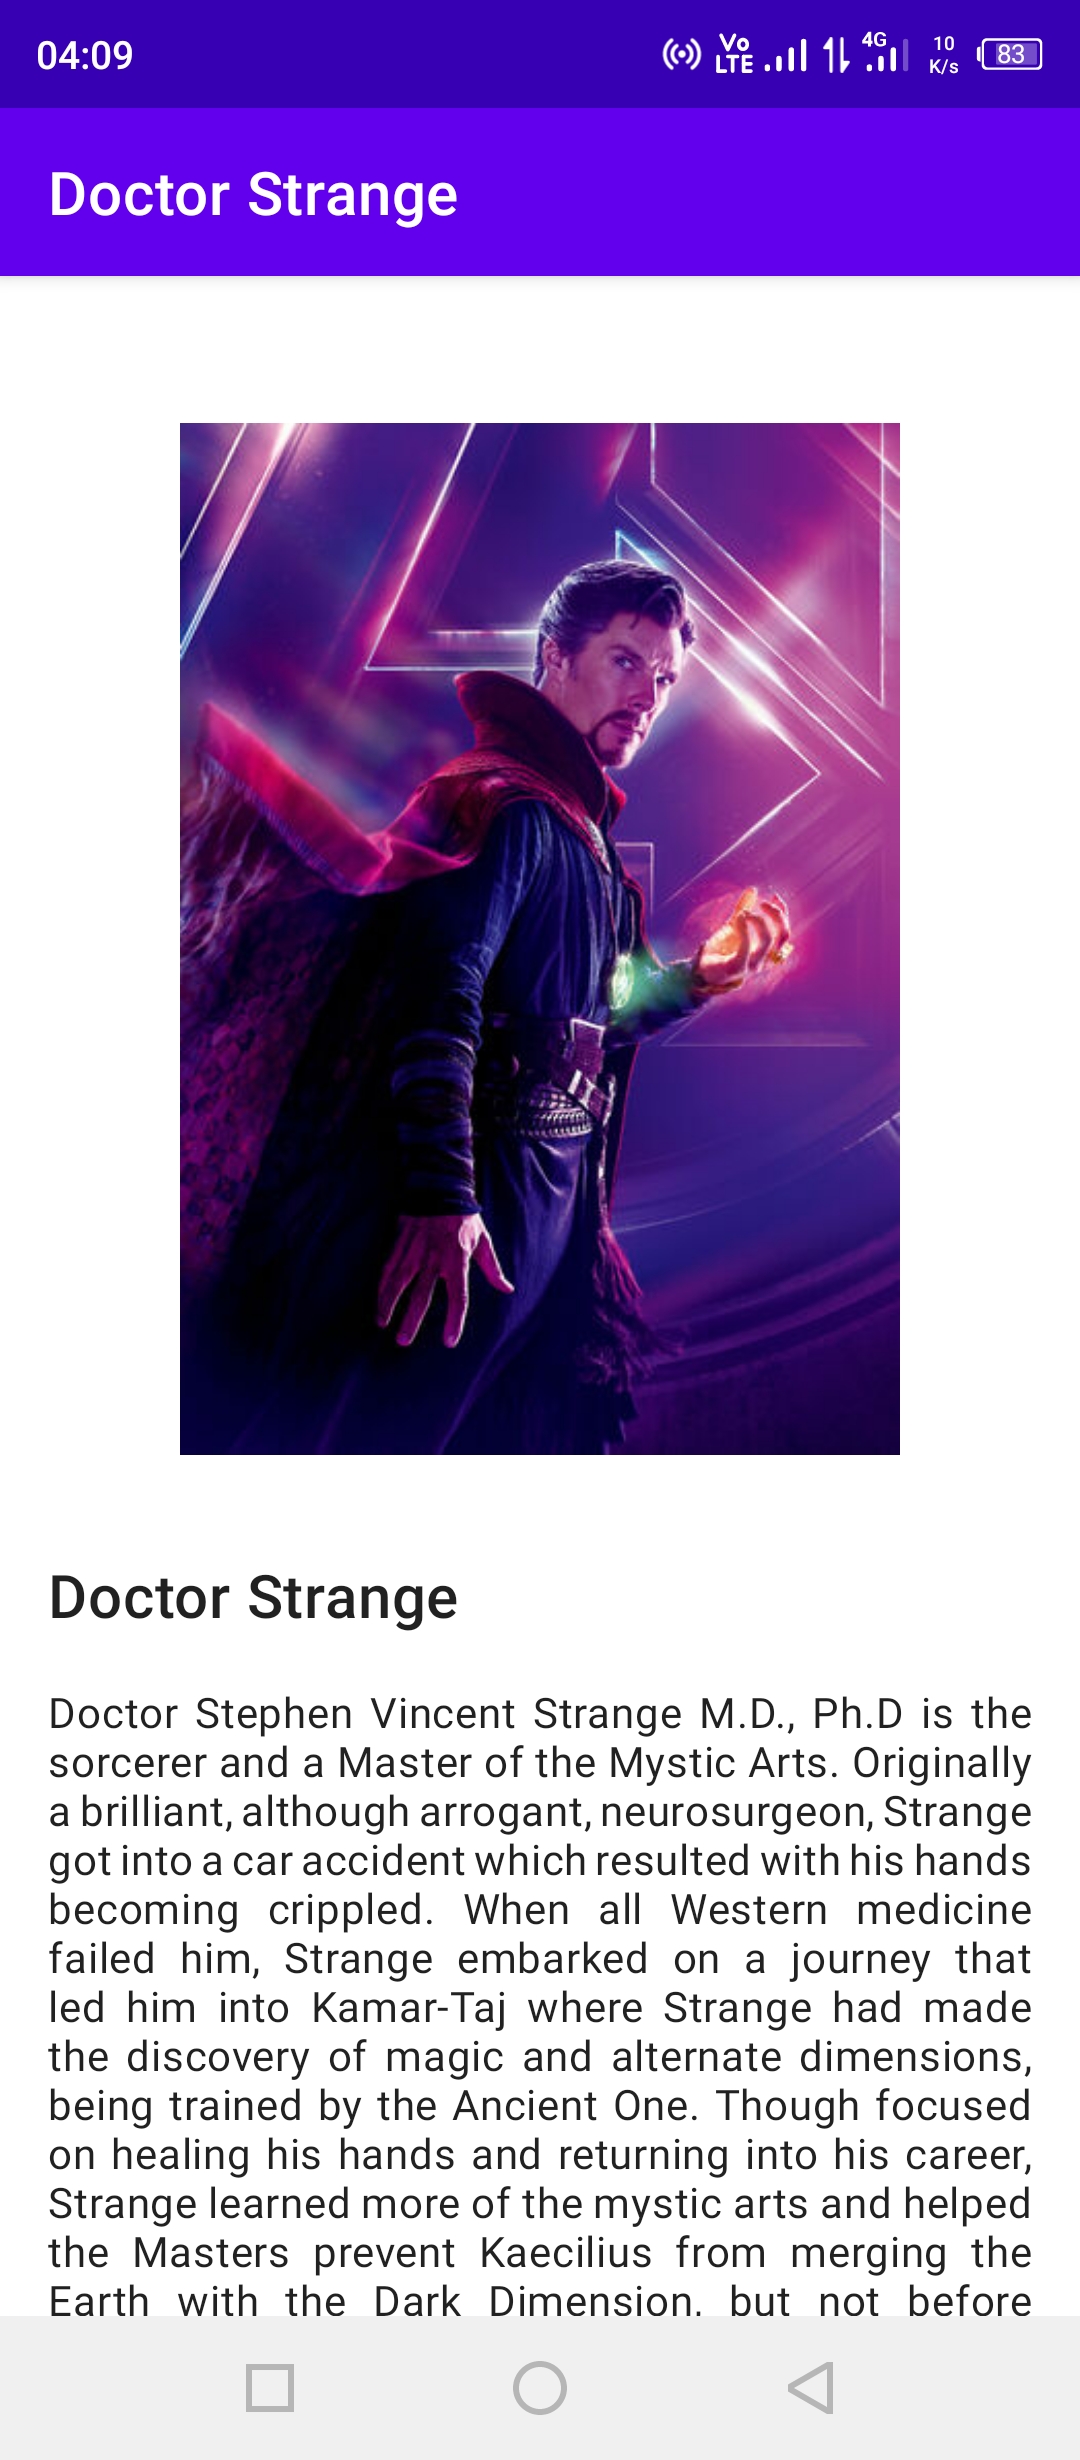 04:09
Vo LTE 4G 10 K/s 83
Doctor Strange
Doctor Strange
Doctor Stephen Vincent Strange M.D., Ph.D is the
sorcerer and a Master of the Mystic Arts. Originally
a brilliant, although arrogant, neurosurgeon, Strange
got into a car accident which resulted with his hands
becoming crippled. When all Western medicine
failed him, Strange embarked on a journey that
led him into Kamar-Taj where Strange had made
the discovery of magic and alternate dimensions,
being trained by the Ancient One. Though focused
on healing his hands and returning into his career,
Strange learned more of the mystic arts and helped
the Masters prevent Kaecilius from merging the
Earth with the Dark Dimension, but not before